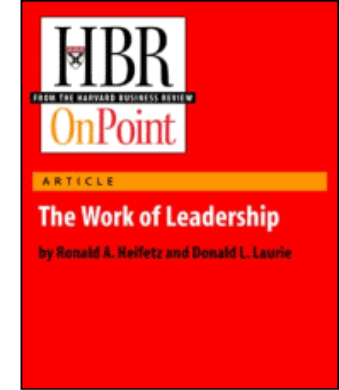 HBR
FROM THE HARVARD BUSINESS REVIEW
OnPoint
ARTICLE
The Work of Leadership
by Ronald A. Heifetz and Donald L. Laurie